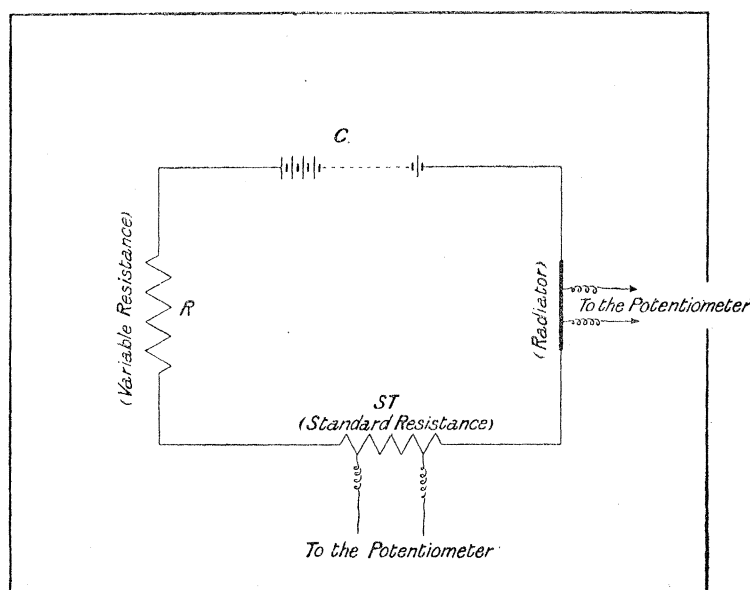 C.
(Variable Resistance)
R
(Radiator)
To the Potentiometer
ST
(Standard Resistance)
To the Potentiometer